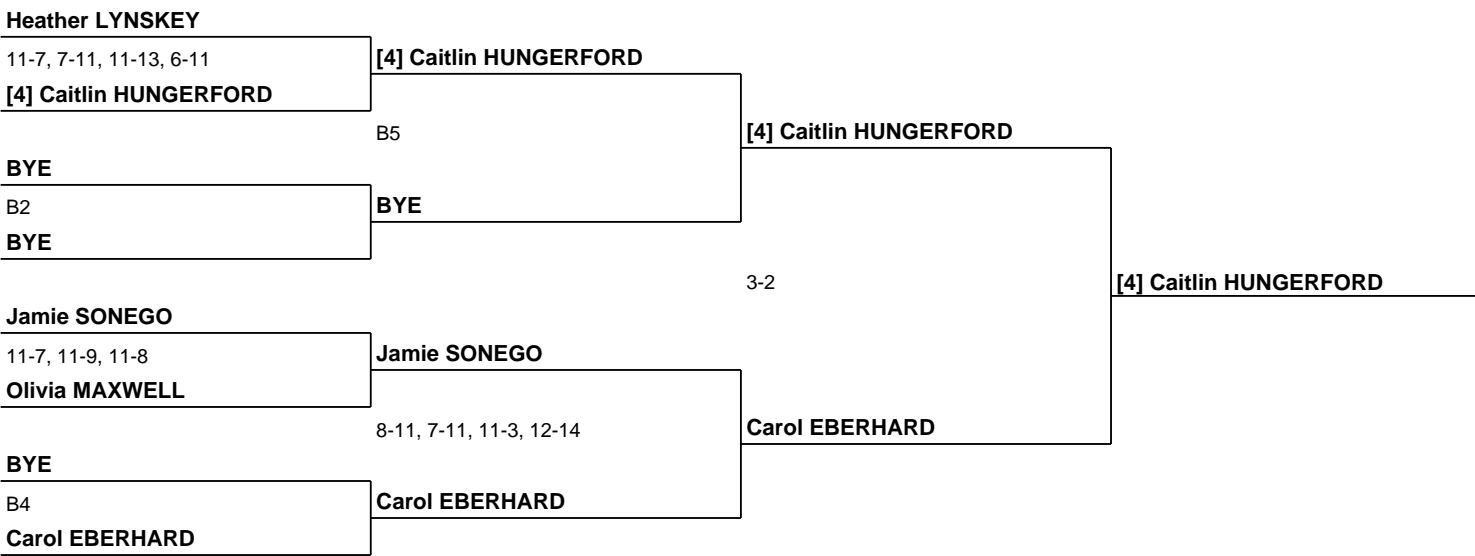 Heather LYNSKEY
11-7, 7-11, 11-13, 6-11
[4] Caitlin HUNGERFORD
[4] Caitlin HUNGERFORD
B5
[4] Caitlin HUNGERFORD
BYE
B2
BYE
BYE
3-2
[4] Caitlin HUNGERFORD
Jamie SONEGO
11-7, 11-9, 11-8
Jamie SONEGO
Olivia MAXWELL
8-11, 7-11, 11-3, 12-14
Carol EBERHARD
BYE
B4
Carol EBERHARD
Carol EBERHARD